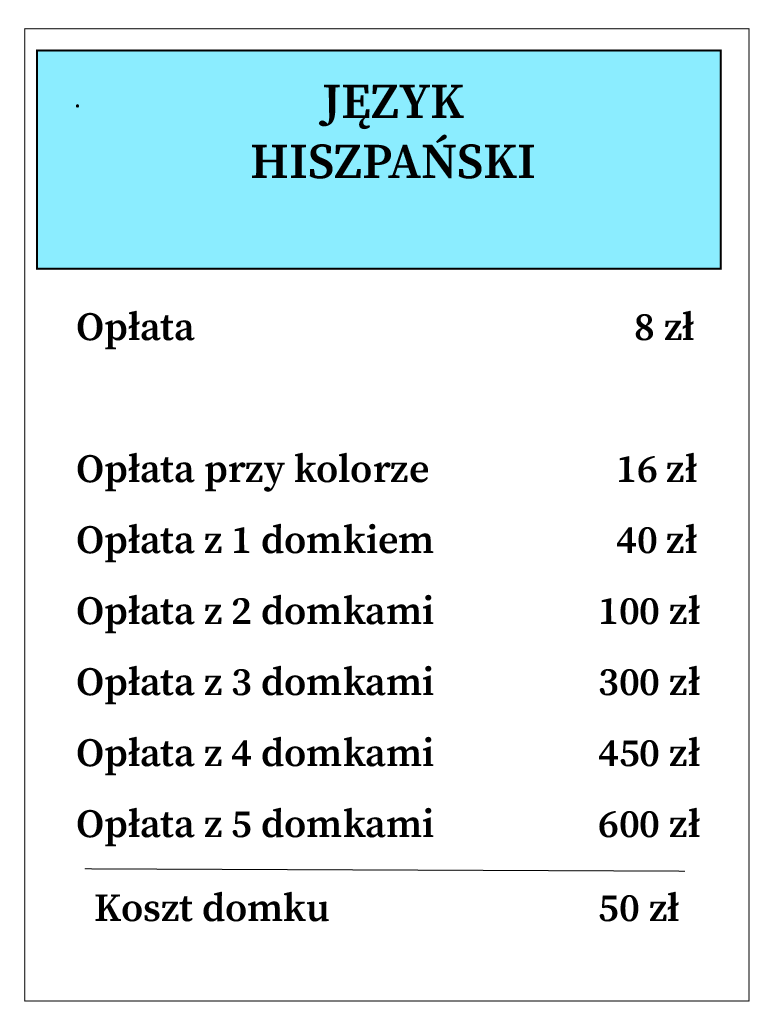 JĘZYK
HISZPAŃSKI
Opłata 8 zł
Opłata przy kolorze 16 zł
Opłata z 1 domkiem 40 zł
Opłata z 2 domkami 100 zł
Opłata z 3 domkami 300 zł
Opłata z 4 domkami 450 zł
Opłata z 5 domkami 600 zł
Koszt domku 50 zł